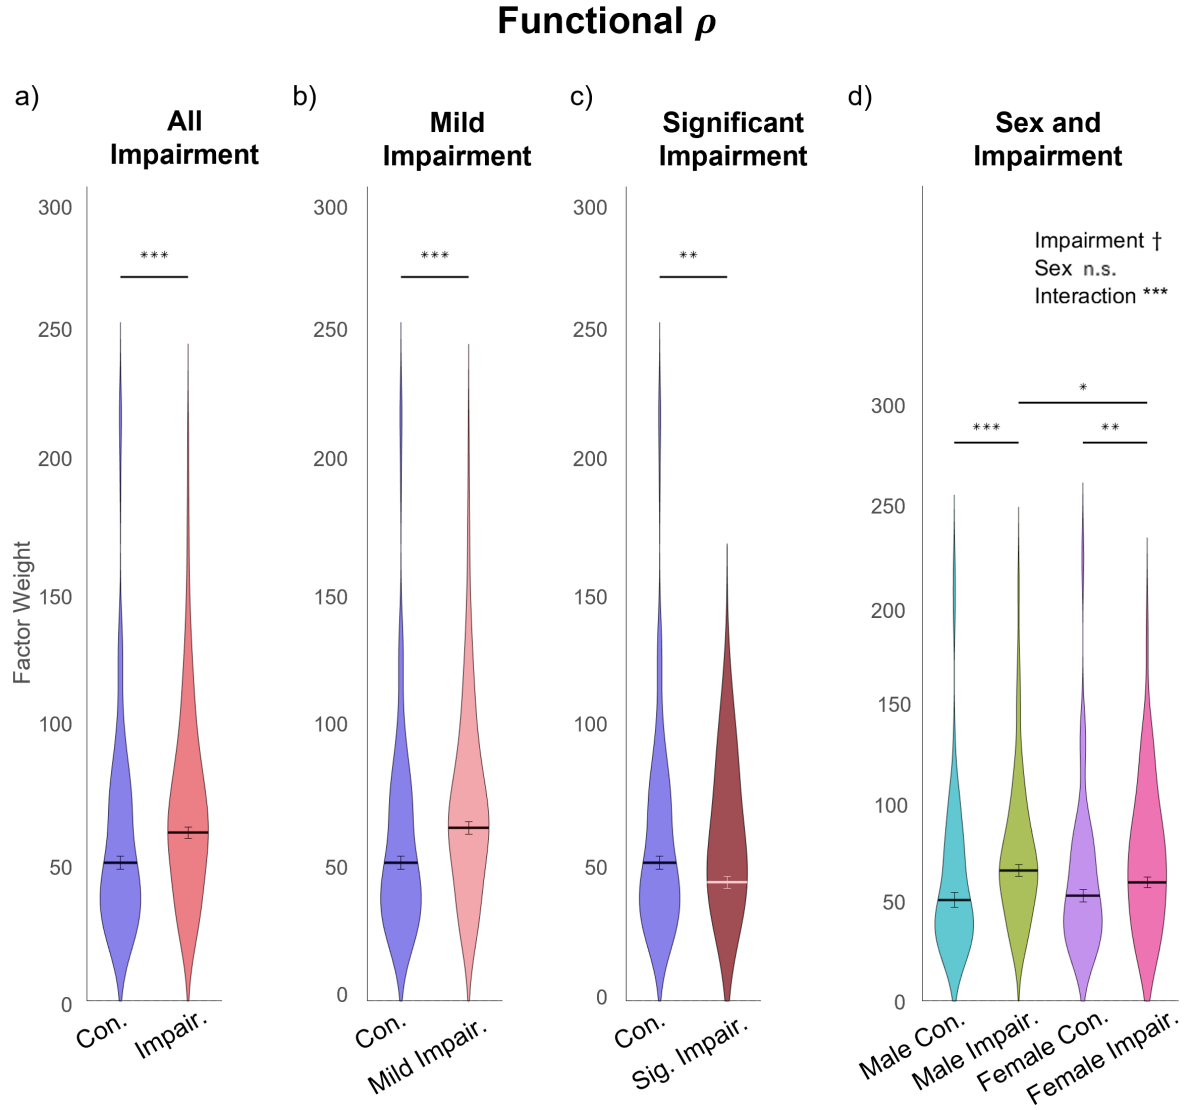 Functional ρ
a)
All
Impairment
300
250
200
150
100
50
0
Factor Weight
***
Con.
Impair.
b)
Mild
Impairment
300
250
200
150
100
50
0
***
Con.
Mild Impair.
c)
Significant
Impairment
300
250
200
150
100
50
0
**
Con.
Sig. Impair.
d)
Sex and
Impairment
Impairment †
Sex n.s.
Interaction ***
300
250
200
150
100
50
0
*
***
**
Male Con.
Male Impair.
Female Con.
Female Impair.